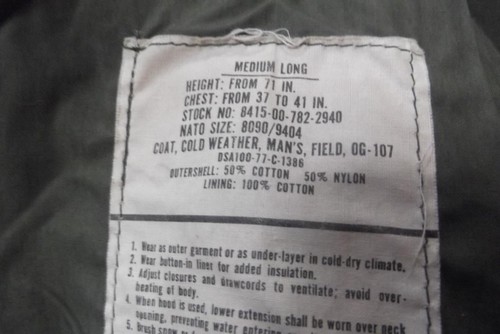 MEDIUM LONG
HEIGHT: FROM 71 IN.
CHEST: FROM 37 TO 41 IN.
STOCK NO: 8415-00-782-2940
NATO SIZE: 8090/9404
COAT, COLD WEATHER, MAN'S, FIELD, OG-107
DSA100-77-C-1386
OUTERSHELL: 50% COTTON 50% NYLON
LINING: 100% COTTON
1. Wear as outer garment or as under-layer in cold-dry climate.
2. Wear button-in liner for added insulation.
3. Adjust closures and drawcords to ventilate; avoid over-
heating of body.
4. When hood is used, lower extension shall be worn over neck
opening, preventing water entering
5. Brush snow